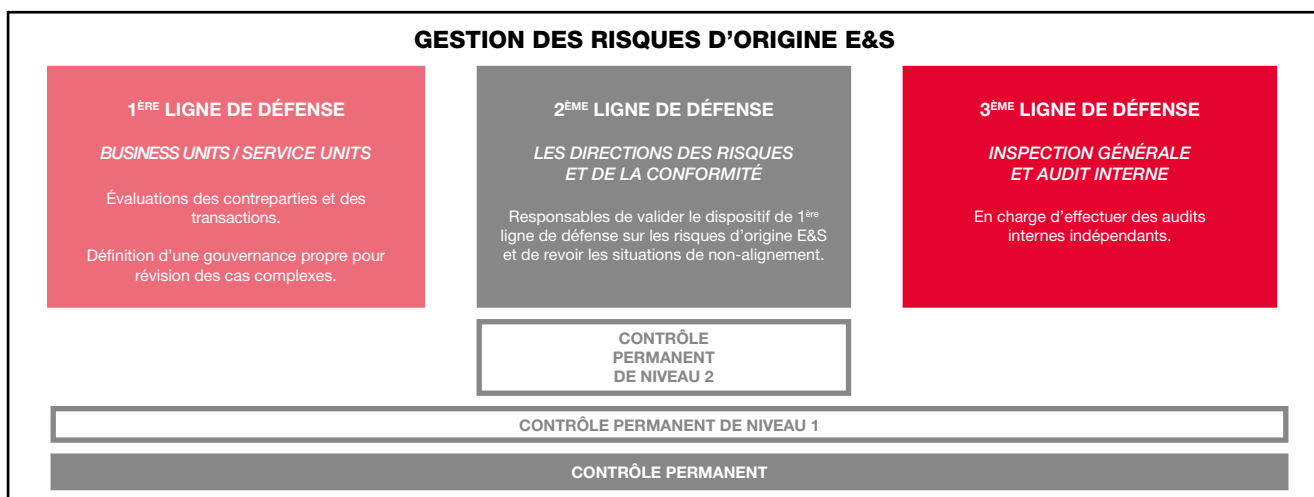 GESTION DES RISQUES D’ORIGINE E&S
1ÈRE LIGNE DE DÉFENSE
BUSINESS UNITS / SERVICE UNITS
Évaluations des contreparties et des
transactions.
Définition d’une gouvernance propre pour
révision des cas complexes.
2ÈME LIGNE DE DÉFENSE
LES DIRECTIONS DES RISQUES
ET DE LA CONFORMITÉ
Responsables de valider le dispositif de 1ère
ligne de défense sur les risques d’origine E&S
et de revoir les situations de non-alignement.
3ÈME LIGNE DE DÉFENSE
INSPECTION GÉNÉRALE
ET AUDIT INTERNE
En charge d’effectuer des audits
internes indépendants.
CONTRÔLE
PERMANENT
DE NIVEAU 2
CONTRÔLE PERMANENT DE NIVEAU 1
CONTRÔLE PERMANENT